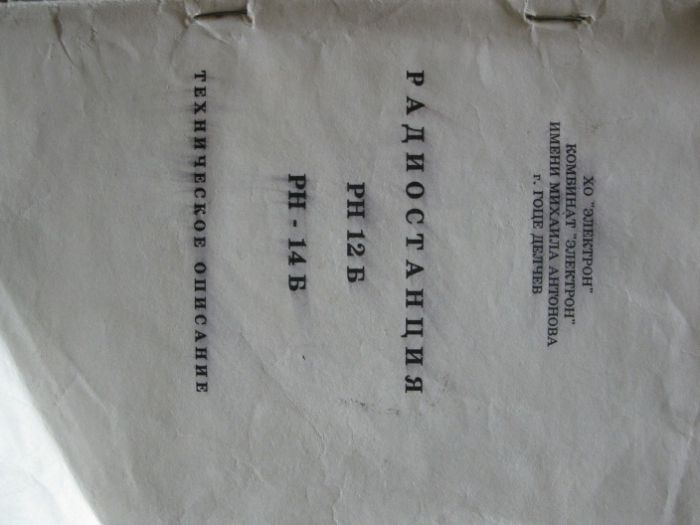 ХО "ЭЛЕКТРОН"
КОМБИНАТ "ЭЛЕКТРОН"
ИМЕНИ МИХАИЛА АНТОНОВА
г. ГОЦЕ ДЕЛЧЕВ
РАДИОСТАНЦИЯ
РН 12 Б
РН - 14 Б
ТЕХНИЧЕСКОЕ ОПИСАНИЕ